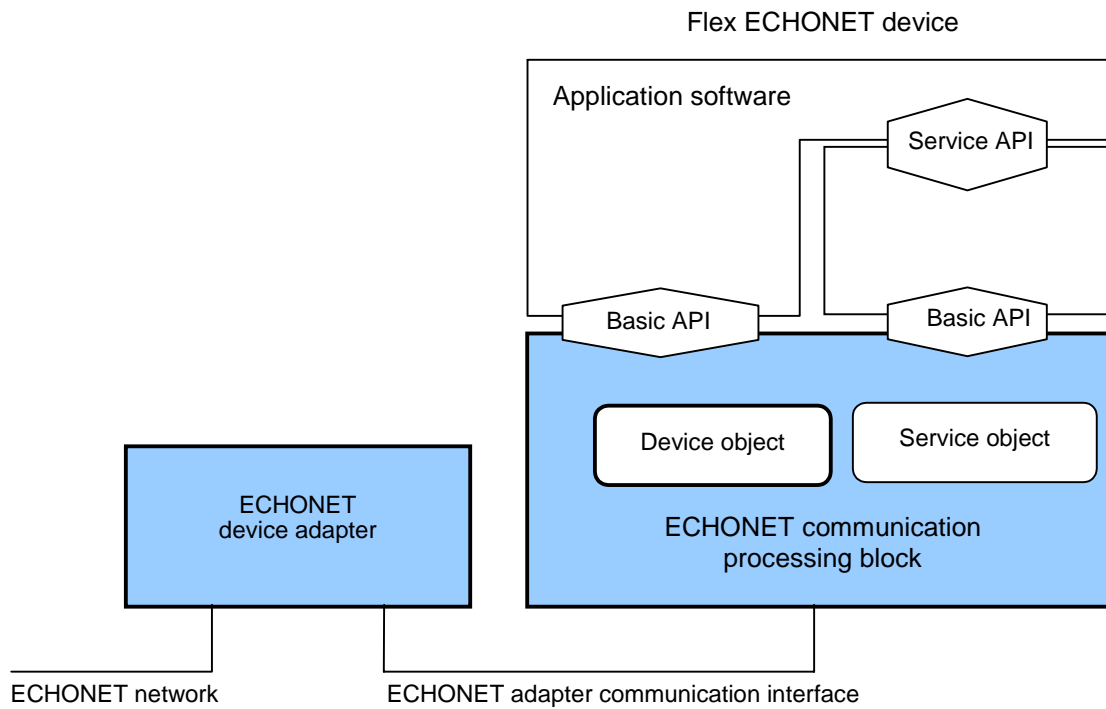 Flex ECHONET device
Application software
Service API
Basic API
Basic API
Device object
Service object
ECHONET
device adapter
ECHONET communication
processing block
ECHONET network
ECHONET adapter communication interface